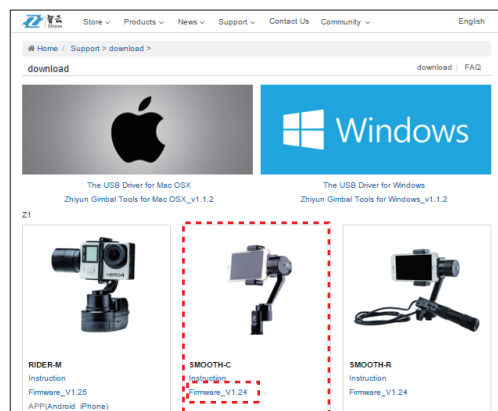 智云
Zhiyun
Store Products News Support Contact Us Community English
Home / Support > download >
download
download | FAQ
Windows
The USB Driver for Mac OSX
The USB Driver for Windows
Zhiyun Gimbal Tools for Mac OSX_v1.1.2
Zhiyun Gimbal Tools for Windows_v1.1.2
Z1
HERO
RIDER-M
SMOOTH-C
SMOOTH-R
Instruction
Instruction
Instruction
Firmware_V1.25
Firmware_V1.24
Firmware_V1.24
APP(Android iPhone)